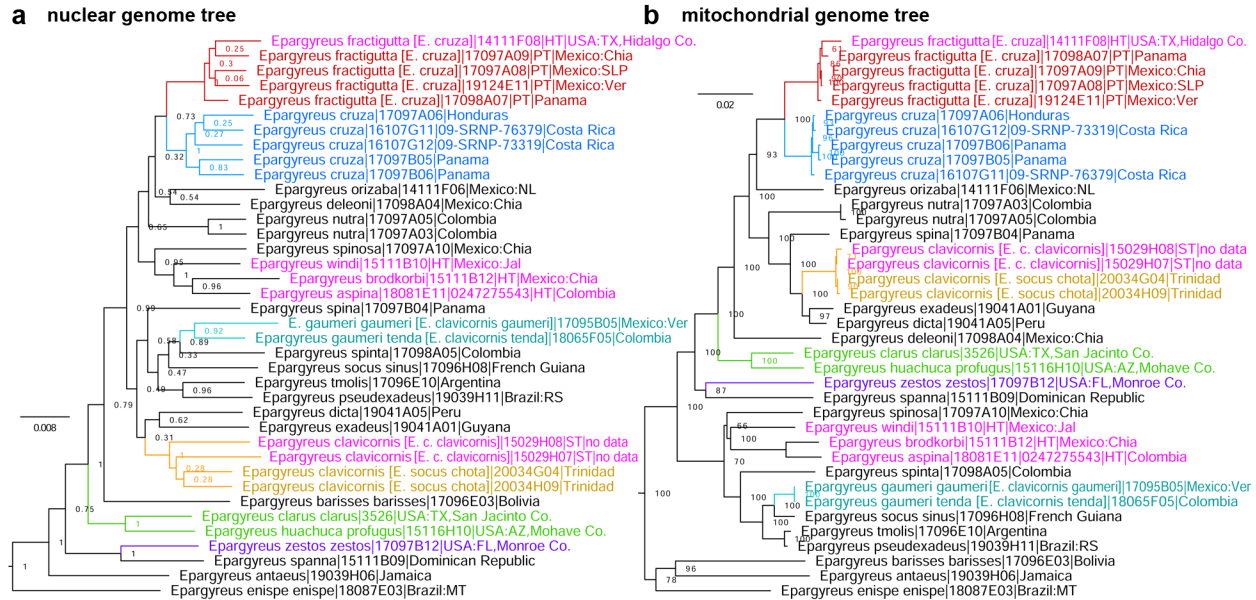 a nuclear genome tree
Epargyreus fractigutta [E. cruza]|14111F08|HT|USA:TX,Hidalgo Co.
Epargyreus fractigutta [E. cruza]|17097A09|PT|Mexico:Chia
Epargyreus fractigutta [E. cruza]|17097A08|PT|Mexico:SLP
Epargyreus fractigutta [E. cruza]|19124E11|PT|Mexico:Ver
Epargyreus fractigutta [E. cruza]|17098A07|PT|Panama
Epargyreus cruza|17097A06|Honduras
Epargyreus cruza|16107G11|09-SRNP-76379|Costa Rica
Epargyreus cruza|16107G12|09-SRNP-73319|Costa Rica
Epargyreus cruza|17097B05|Panama
Epargyreus cruza|17097B06|Panama
Epargyreus orizaba|14111F06|Mexico:NL
Epargyreus deleoni|17098A04|Mexico:Chia
Epargyreus nutra|17097A05|Colombia
Epargyreus nutra|17097A03|Colombia
Epargyreus spinosa|17097A10|Mexico:Chia
Epargyreus windi|15111B10|HT|Mexico:Jal
Epargyreus brodkorbi|15111B12|HT|Mexico:Chia
Epargyreus aspina|18081E11|0247275543|HT|Colombia
Epargyreus spina|17097B04|Panama
E. gaumeri gaumeri [E. clavicornis gaumeri]|17095B05|Mexico:Ver
Epargyreus gaumeri tenda [E. clavicornis tenda]|18065F05|Colombia
Epargyreus spinta|17098A05|Colombia
Epargyreus socus sinus|17096H08|French Guiana
Epargyreus tmolis|17096E10|Argentina
Epargyreus pseudexadeus|19039H11|Brazil:RS
Epargyreus dicta|19041A05|Peru
Epargyreus exadeus|19041A01|Guyana
Epargyreus clavicornis [E. c. clavicornis]|15029H08|ST|no data
Epargyreus clavicornis [E. c. clavicornis]|15029H07|ST|no data
Epargyreus clavicornis [E. socus chota]|20034G04|Trinidad
Epargyreus clavicornis [E. socus chota]|20034H09|Trinidad
Epargyreus barisses barisses|17096E03|Bolivia
Epargyreus clarus clarus|3526|USA:TX,San Jacinto Co.
Epargyreus huachuca profugus|15116H10|USA:AZ,Mohave Co.
Epargyreus zestos zestos|17097B12|USA:FL,Monroe Co.
Epargyreus spanna|15111B09|Dominican Republic
Epargyreus antaeus|19039H06|Jamaica
Epargyreus enispe enispe|18087E03|Brazil:MT
0.25
0.3
0.06
0.73
0.25
0.27
1
0.32
0.83
0.54
0.54
0.65
1
0.95
1
0.96
0.99
0.92
0.58
0.89
0.33
0.47
0.49
0.96
0.79
0.62
0.31
1
0.28
0.28
1
0.75
1
1
1
1
0.008
b mitochondrial genome tree
Epargyreus fractigutta [E. cruza]|14111F08|HT|USA:TX,Hidalgo Co.
Epargyreus fractigutta [E. cruza]|17098A07|PT|Panama
Epargyreus fractigutta [E. cruza]|17097A09|PT|Mexico:Chia
Epargyreus fractigutta [E. cruza]|17097A08|PT|Mexico:SLP
Epargyreus fractigutta [E. cruza]|19124E11|PT|Mexico:Ver
Epargyreus cruza|17097A06|Honduras
Epargyreus cruza|16107G12|09-SRNP-73319|Costa Rica
Epargyreus cruza|17097B06|Panama
Epargyreus cruza|17097B05|Panama
Epargyreus cruza|16107G11|09-SRNP-76379|Costa Rica
Epargyreus orizaba|14111F06|Mexico:NL
Epargyreus nutra|17097A03|Colombia
Epargyreus nutra|17097A05|Colombia
Epargyreus spina|17097B04|Panama
Epargyreus clavicornis [E. c. clavicornis]|15029H08|ST|no data
Epargyreus clavicornis [E. c. clavicornis]|15029H07|ST|no data
Epargyreus clavicornis [E. socus chota]|20034G04|Trinidad
Epargyreus clavicornis [E. socus chota]|20034H09|Trinidad
Epargyreus exadeus|19041A01|Guyana
Epargyreus dicta|19041A05|Peru
Epargyreus deleoni|17098A04|Mexico:Chia
Epargyreus clarus clarus|3526|USA:TX,San Jacinto Co.
Epargyreus huachuca profugus|15116H10|USA:AZ,Mohave Co.
Epargyreus zestos zestos|17097B12|USA:FL,Monroe Co.
Epargyreus spanna|15111B09|Dominican Republic
Epargyreus spinosa|17097A10|Mexico:Chia
Epargyreus windi|15111B10|HT|Mexico:Jal
Epargyreus brodkorbi|15111B12|HT|Mexico:Chia
Epargyreus aspina|18081E11|0247275543|HT|Colombia
Epargyreus spinta|17098A05|Colombia
Epargyreus gaumeri gaumeri[E. clavicornis gaumeri]|17095B05|Mexico:Ver
Epargyreus gaumeri tenda [E. clavicornis tenda]|18065F05|Colombia
Epargyreus socus sinus|17096H08|French Guiana
Epargyreus tmolis|17096E10|Argentina
Epargyreus pseudexadeus|19039H11|Brazil:RS
Epargyreus barisses barisses|17096E03|Bolivia
Epargyreus antaeus|19039H06|Jamaica
Epargyreus enispe enispe|18087E03|Brazil:MT
0.02
100
93
100
100
100
100
100
97
100
100
87
100
66
100
70
100
100
100
100
100
96
78